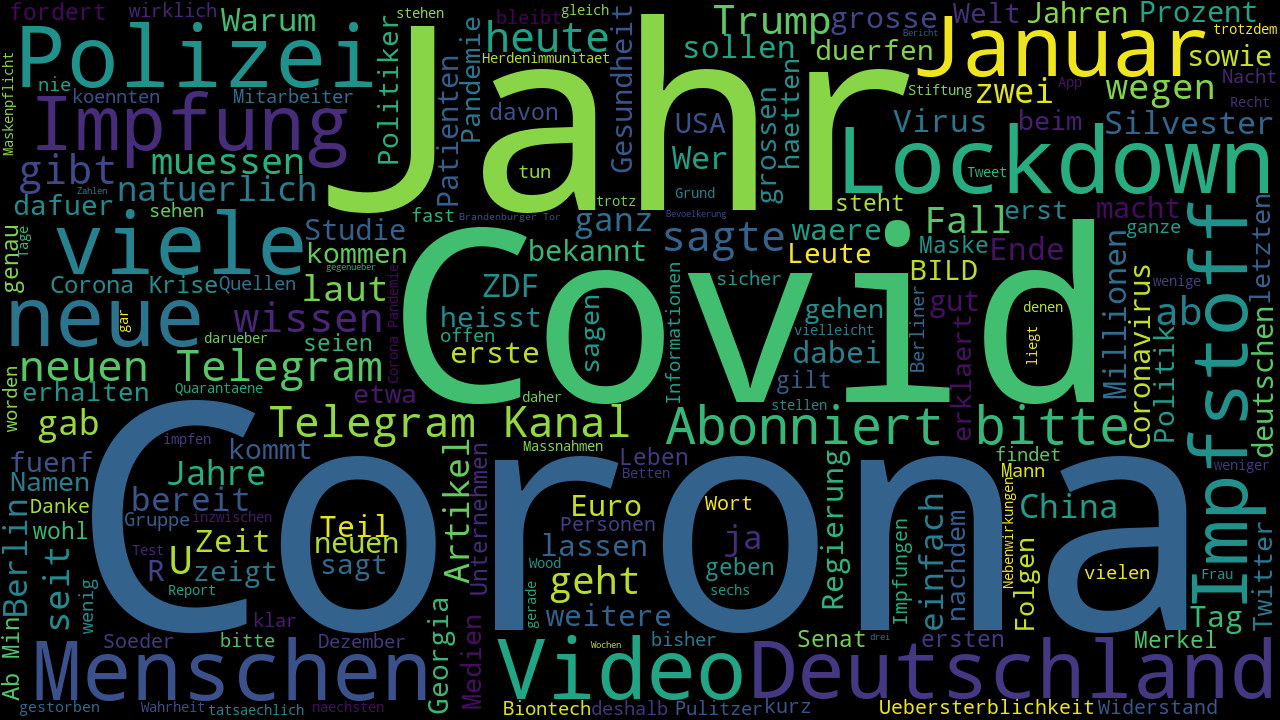 fordert
wirklich
Warum
stehen
bleibt
gleich
Trump
grosse
Bericht
Welt
Jahren
Prozent
trotzdem
Polizei
Jahr
heute
Herdenimmunitaet
sollen
duerfen
Januar
sowie
nie
Politiker
Pandemie
Gesundheit
Maskenpflicht
koennten
Mitarbeiter
Patienten
davon
USA
grossen
haetten
Stiftung
zwei
App
wegen
Nacht
Recht
Impfung
Virus
beim
Silvester
gibt
muessen
Wer
Lockdown
Zahlen
natuerlich
tun
Grund
Tweet
dafuer
sehen
trotz
steht
erst
macht
fast
Brandenburger Tor
Bevoelkerung
ganz
Fall
ganze
genau
Tage
viele
Studie
sagte
waere
Maske
Ende
kommen
bekannt
Leute
Corona Krise
Quellen
gegenueber
laut
ZDF
sicher
BILD
Millionen
wenige
letzten
Impfstoff
Covid
neue
gar
wissen
heisst
sagen
Informationen
gehen
denen
gut
ab
darueber
seien
offen
vielleicht
Berliner
liegt
Coronavirus
Politik
deutschen
neuen
Telegram
Corona Pandemie
erste
dabei
erklaert
worden
erhalten
Quarantaene
etwa
daher
gilt
stellen
gab
Telegram Kanal
Abonniert bitte
impfen
kommt
Massnahmen
Leben
findet
fuenf
Jahre
Artikel
Unternehmen
Betten
Regierung
Mann
weniger
Namen
bereit
Danke
Gruppe
inzwischen
Teil
Euro
Wort
Nebenwirkungen
China
Corona
wohl
U
Zeit
neuen
Personen
ja
Impfungen
einfach
nachdem
Folgen
Twitter
Berlin
seit
Test
R
zeigt
sagt
lassen
Wood
geben
vielen
Frau
wenig
Report
gerade
geht
sechs
Tag
Ab Min
klar
Georgia
weitere
Soeder
bitte
Dezember
Medien
Wochen
bisher
Senat
drei
ersten
Merkel
Menschen
Video
Deutschland
gestorben
Wahrheit
tatsaechlich
naechsten
Biontech
deshalb
Pulitzer
kurz
Uebersterblichkeit
Widerstand